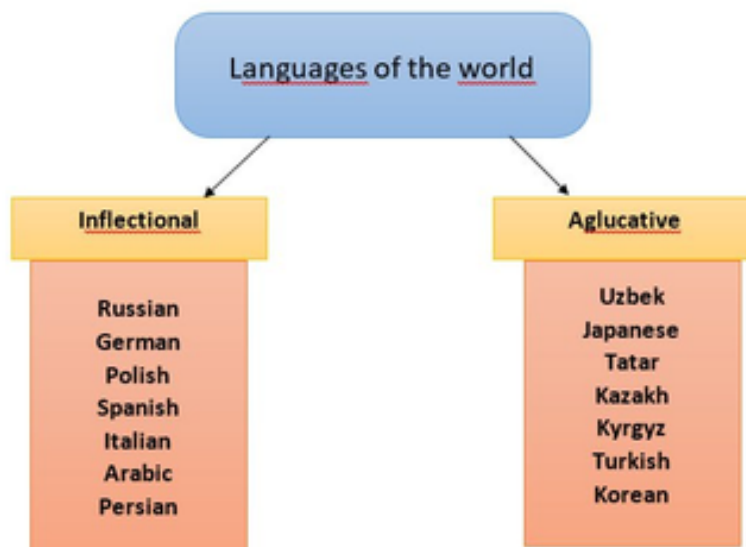 Languages of the world
Inflectional
Russian
German
Polish
Spanish
Italian
Arabic
Persian
Aglucative
Uzbek
Japanese
Tatar
Kazakh
Kyrgyz
Turkish
Korean